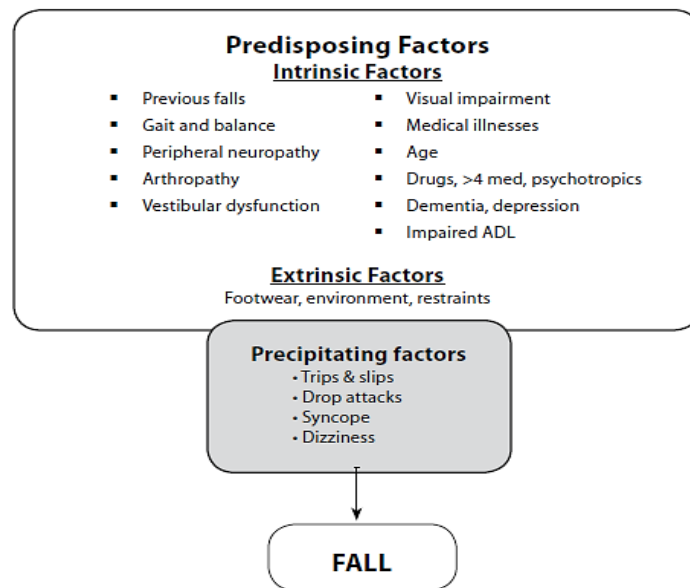 Predisposing Factors
Intrinsic Factors
▪ Previous falls
▪ Gait and balance
▪ Peripheral neuropathy
▪ Arthropathy
▪ Vestibular dysfunction
▪ Visual impairment
▪ Medical illnesses
▪ Age
▪ Drugs, >4 med, psychotropics
▪ Dementia, depression
▪ Impaired ADL
Extrinsic Factors
Footwear, environment, restraints
Precipitating factors
• Trips & slips
• Drop attacks
• Syncope
• Dizziness
FALL